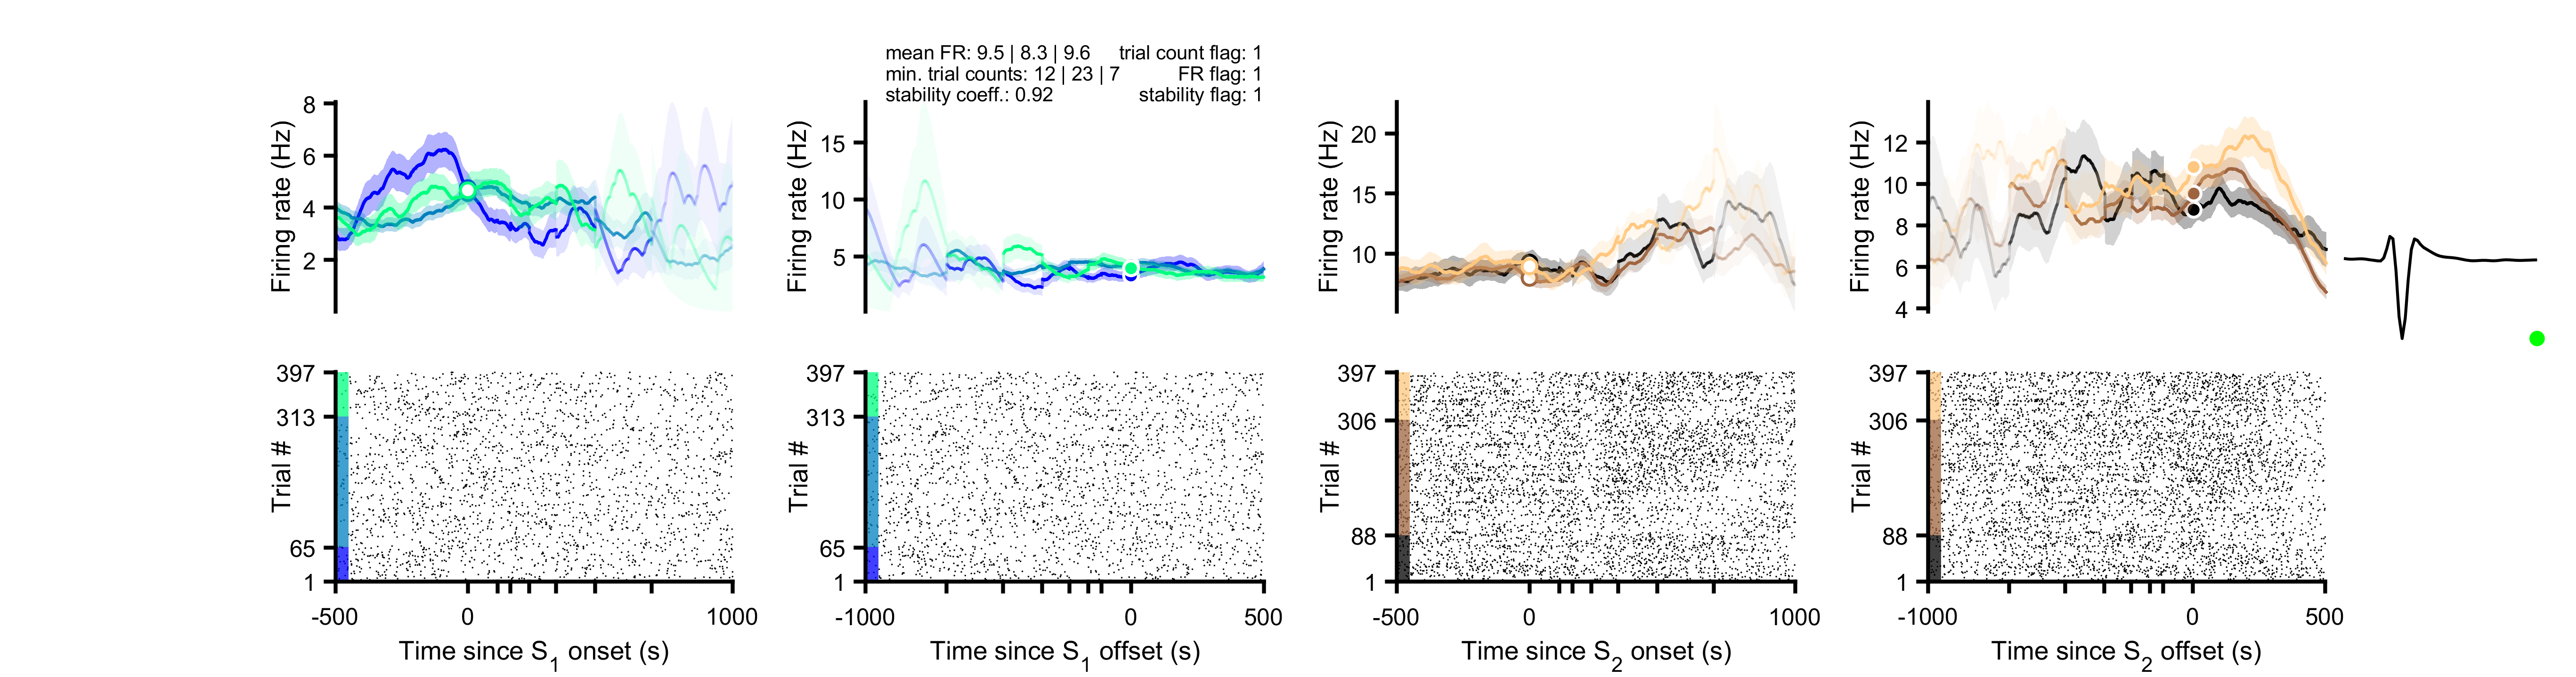 mean FR: 9.5 | 8.3 | 9.6 trial count flag: 1
min. trial counts: 12 | 23 | 7 FR flag: 1
stability coeff.: 0.92 stability flag: 1
Firing rate (Hz)
8
6
4
2
Firing rate (Hz)
15
10
5
Firing rate (Hz)
20
15
10
Firing rate (Hz)
12
10
8
6
4
Trial #
397
313
65
1
-500 0 1000
Time since S1 onset (s)
Trial #
397
313
65
1
-1000 0 500
Time since S1 offset (s)
Trial #
397
306
88
1
-500 0 1000
Time since S2 onset (s)
Trial #
397
306
88
1
-1000 0 500
Time since S2 offset (s)